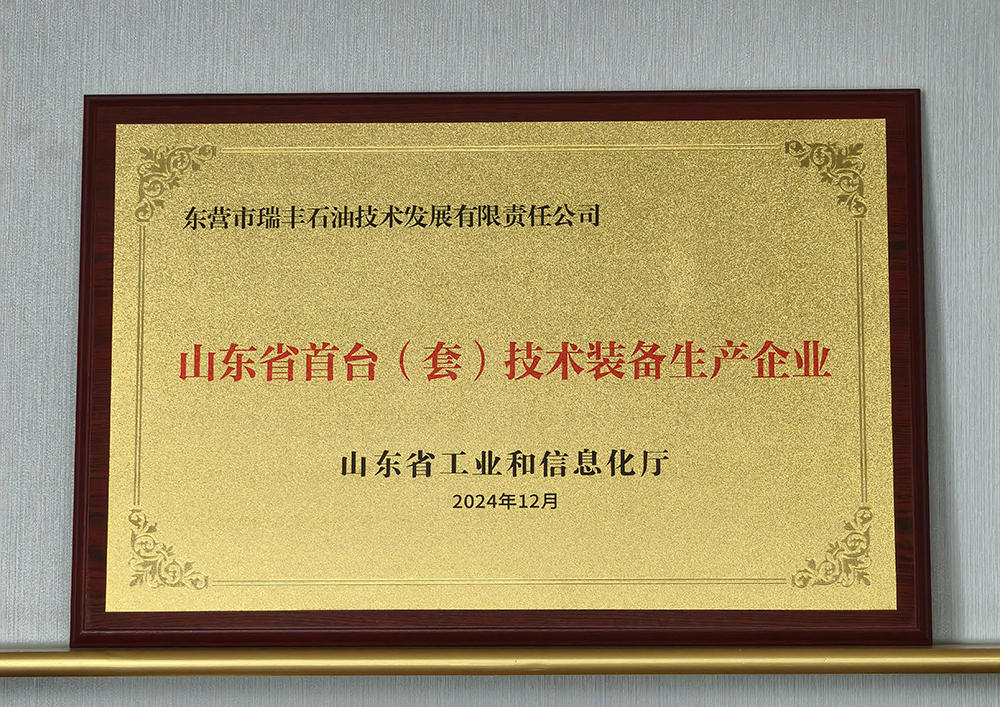 东营市瑞丰石油技术发展有限责任公司
山东省首台（套）技术装备生产企业
山东省工业和信息化厅
2024年12月